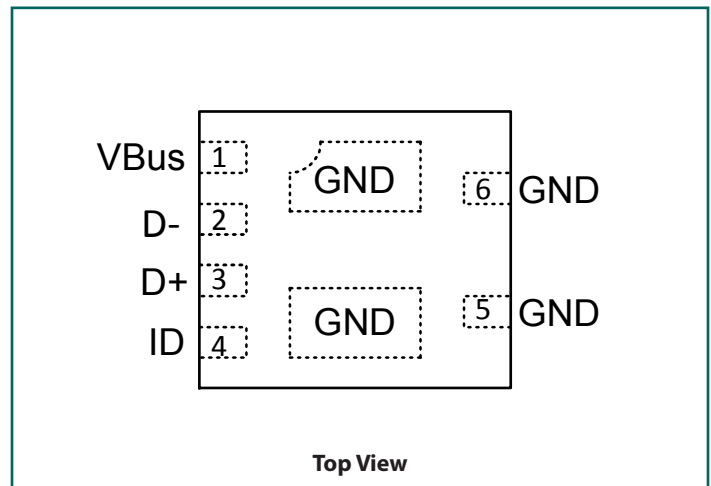 VBus 1 GND
6 GND
D- 2
D+ 3
GND 5 GND
ID 4
Top View